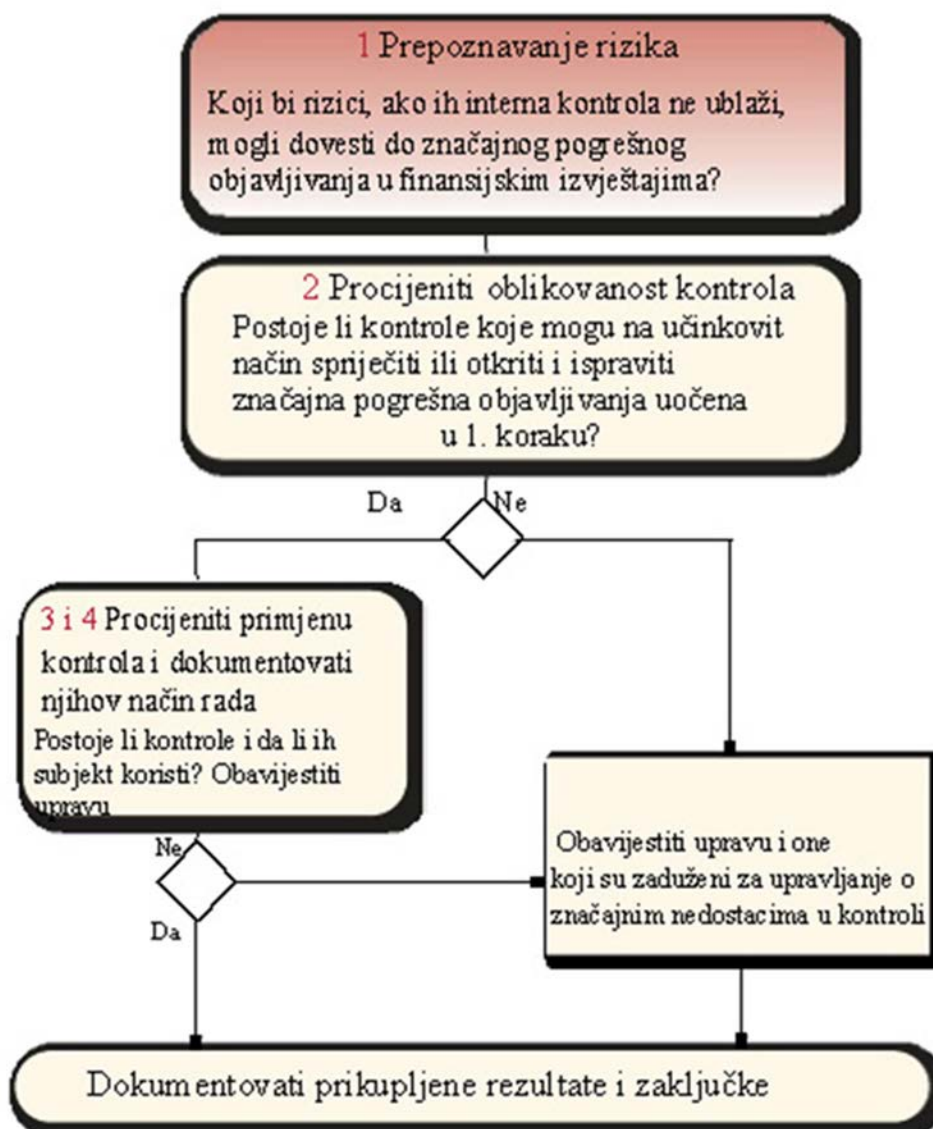 1 Prepoznavanje rizika
Koji bi rizici, ako ih interna kontrola ne ublaži,
mogli dovesti do značajnog pogrešnog
objavljivanja u finansijskim izvještajima?
2 Procijeniti oblikovanost kontrola
Postoje li kontrole koje mogu na učinkovit
način spriječiti ili otkriti i ispraviti
značajna pogrešna objavljivanja uočena
u 1. koraku?
Da
Ne
3 i 4 Procijeniti primjenu
kontrola i dokumentovati
njihov način rada
Postoje li kontrole i da li ih
subjekt koristi? Obavijestiti
upravu
Ne
Da
Obavijestiti upravu i one
koji su zaduženi za upravljanje o
značajnim nedostacima u kontroli
Dokumentovati prikupljene rezultate i zaključke